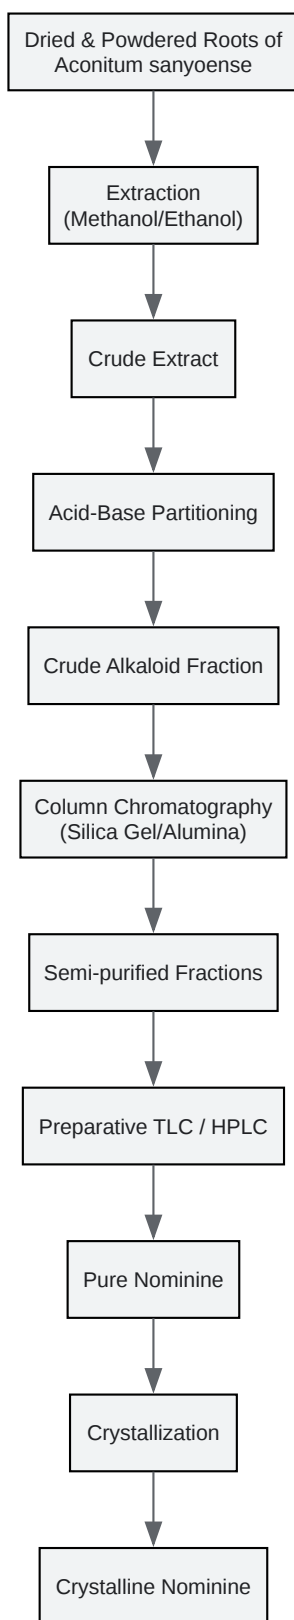 Dried & Powdered Roots of
Aconitum sanyoense
Extraction
(Methanol/Ethanol)
Crude Extract
Acid-Base Partitioning
Crude Alkaloid Fraction
Column Chromatography
(Silica Gel/Alumina)
Semi-purified Fractions
Preparative TLC / HPLC
Pure Nominine
Crystallization
Crystalline Nominine